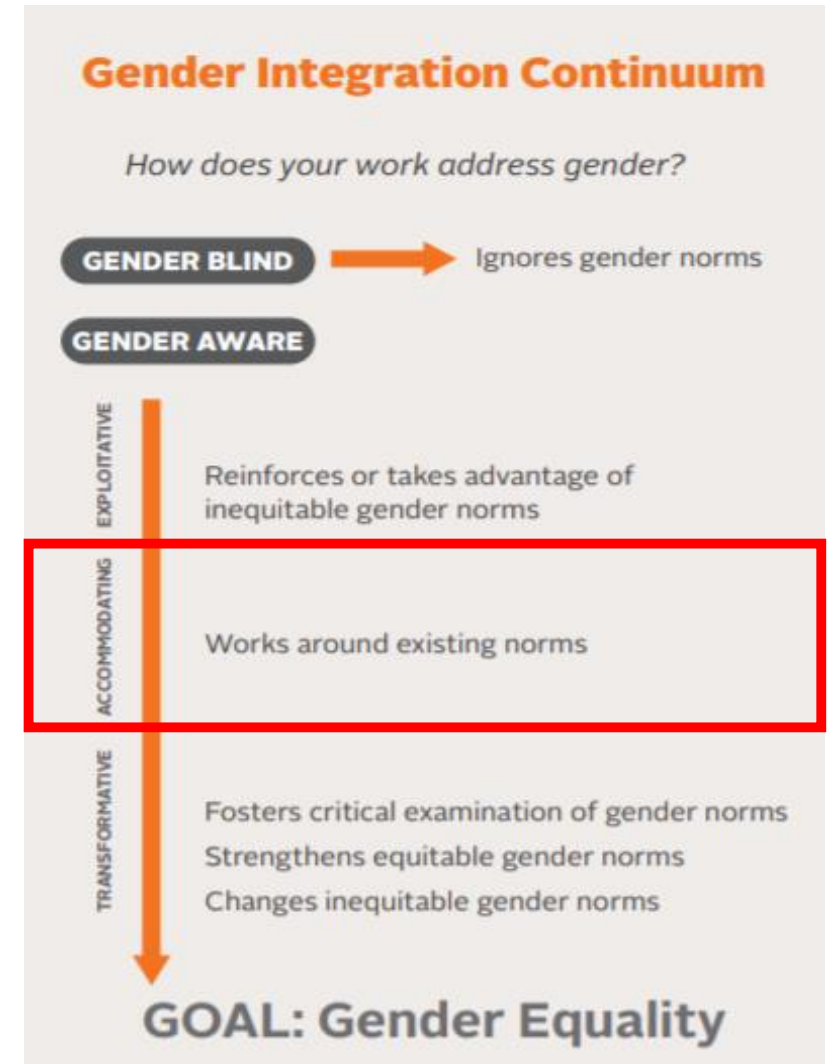 Gender Integration Continuum
How does your work address gender?
GENDER BLIND
Ignores gender norms
GENDER AWARE
EXPLOITATIVE
Reinforces or takes advantage of
inequitable gender norms
ACCOMMODATING
Works around existing norms
TRANSFORMATIVE
Fosters critical examination of gender norms
Strengthens equitable gender norms
Changes inequitable gender norms
GOAL: Gender Equality